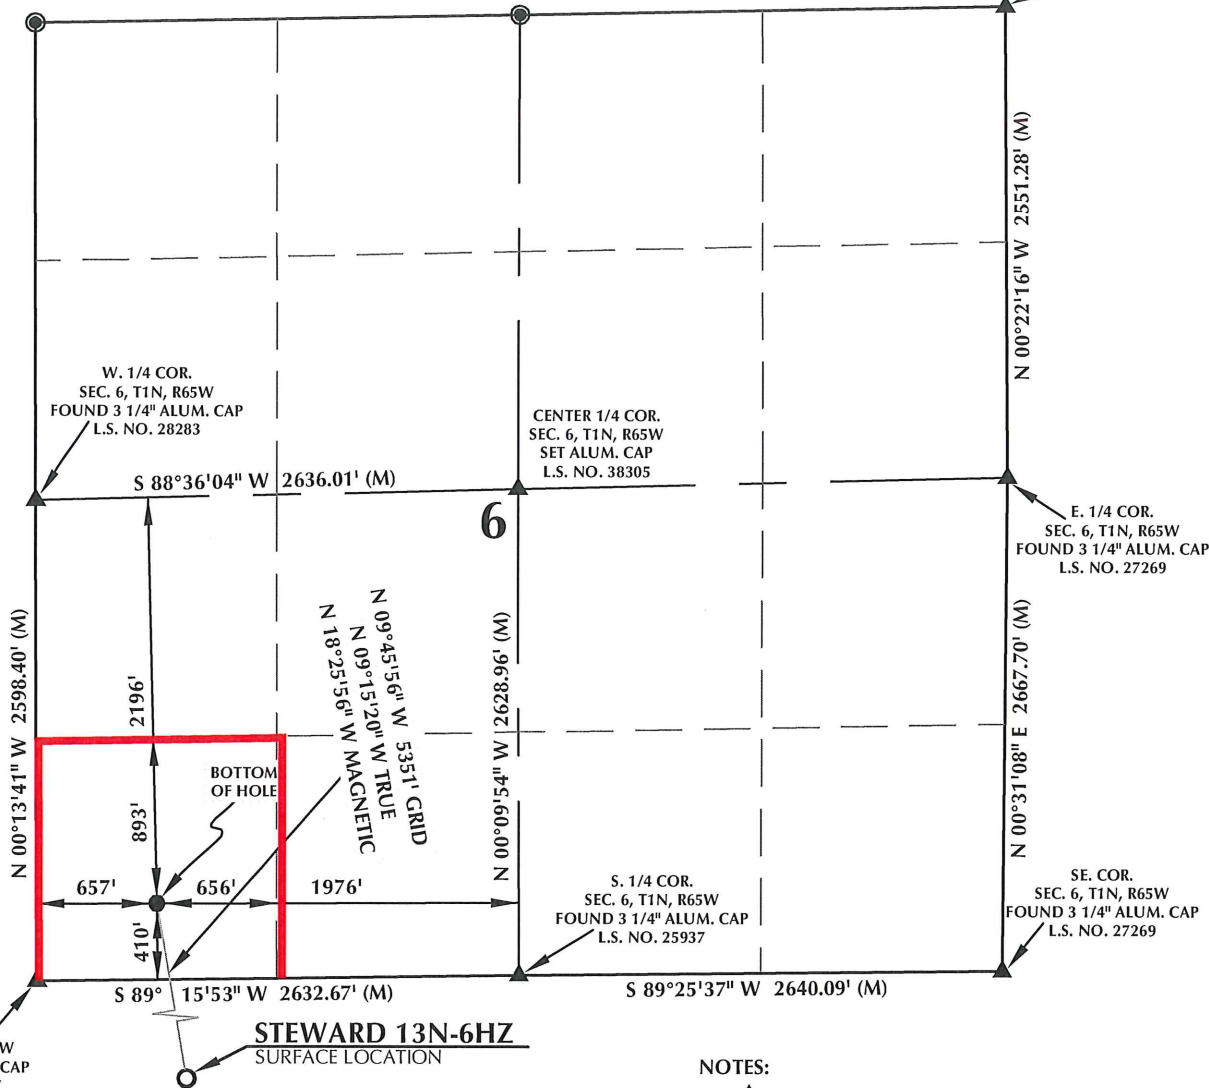 N 00°22'16" W 2551.28' (M)
W. 1/4 COR.
SEC. 6, T1N, R65W
FOUND 3 1/4" ALUM. CAP
L.S. NO. 28283
CENTER 1/4 COR.
SEC. 6, T1N, R65W
SET ALUM. CAP
L.S. NO. 38305
S 88°36'04" W 2636.01' (M)
6
E. 1/4 COR.
SEC. 6, T1N, R65W
FOUND 3 1/4" ALUM. CAP
L.S. NO. 27269
N 00°13'41" W 2598.40' (M)
2196'
N 09°45'56" W 5351' GRID
N 09°15'20" W TRUE
N 18°25'56" W MAGNETIC
N 00°09'54" W 2628.96' (M)
N 00°31'08" E 2667.70' (M)
BOTTOM
OF HOLE
893'
657'
656'
1976'
410'
S. 1/4 COR.
SEC. 6, T1N, R65W
FOUND 3 1/4" ALUM. CAP
L.S. NO. 25937
SE. COR.
SEC. 6, T1N, R65W
FOUND 3 1/4" ALUM. CAP
L.S. NO. 27269
S 89° 15'53" W 2632.67' (M)
S 89°25'37" W 2640.09' (M)
STEWARD 13N-6HZ
SURFACE LOCATION
W
CAP
NOTES: